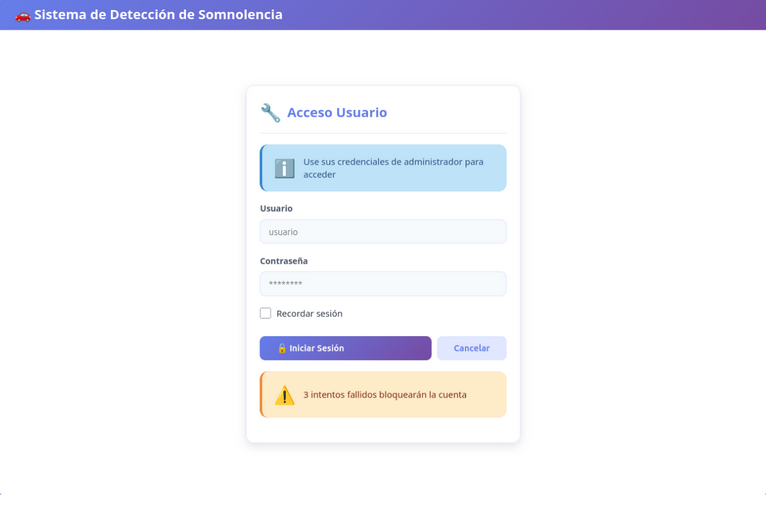 🚗 Sistema de Detección de Somnolencia
🔧 Acceso Usuario
ℹ️ Use sus credenciales de administrador para
acceder
Usuario
usuario
Contraseña
********
Recordar sesión
🔓 Iniciar Sesión
Cancelar
⚠️ 3 intentos fallidos bloquearán la cuenta